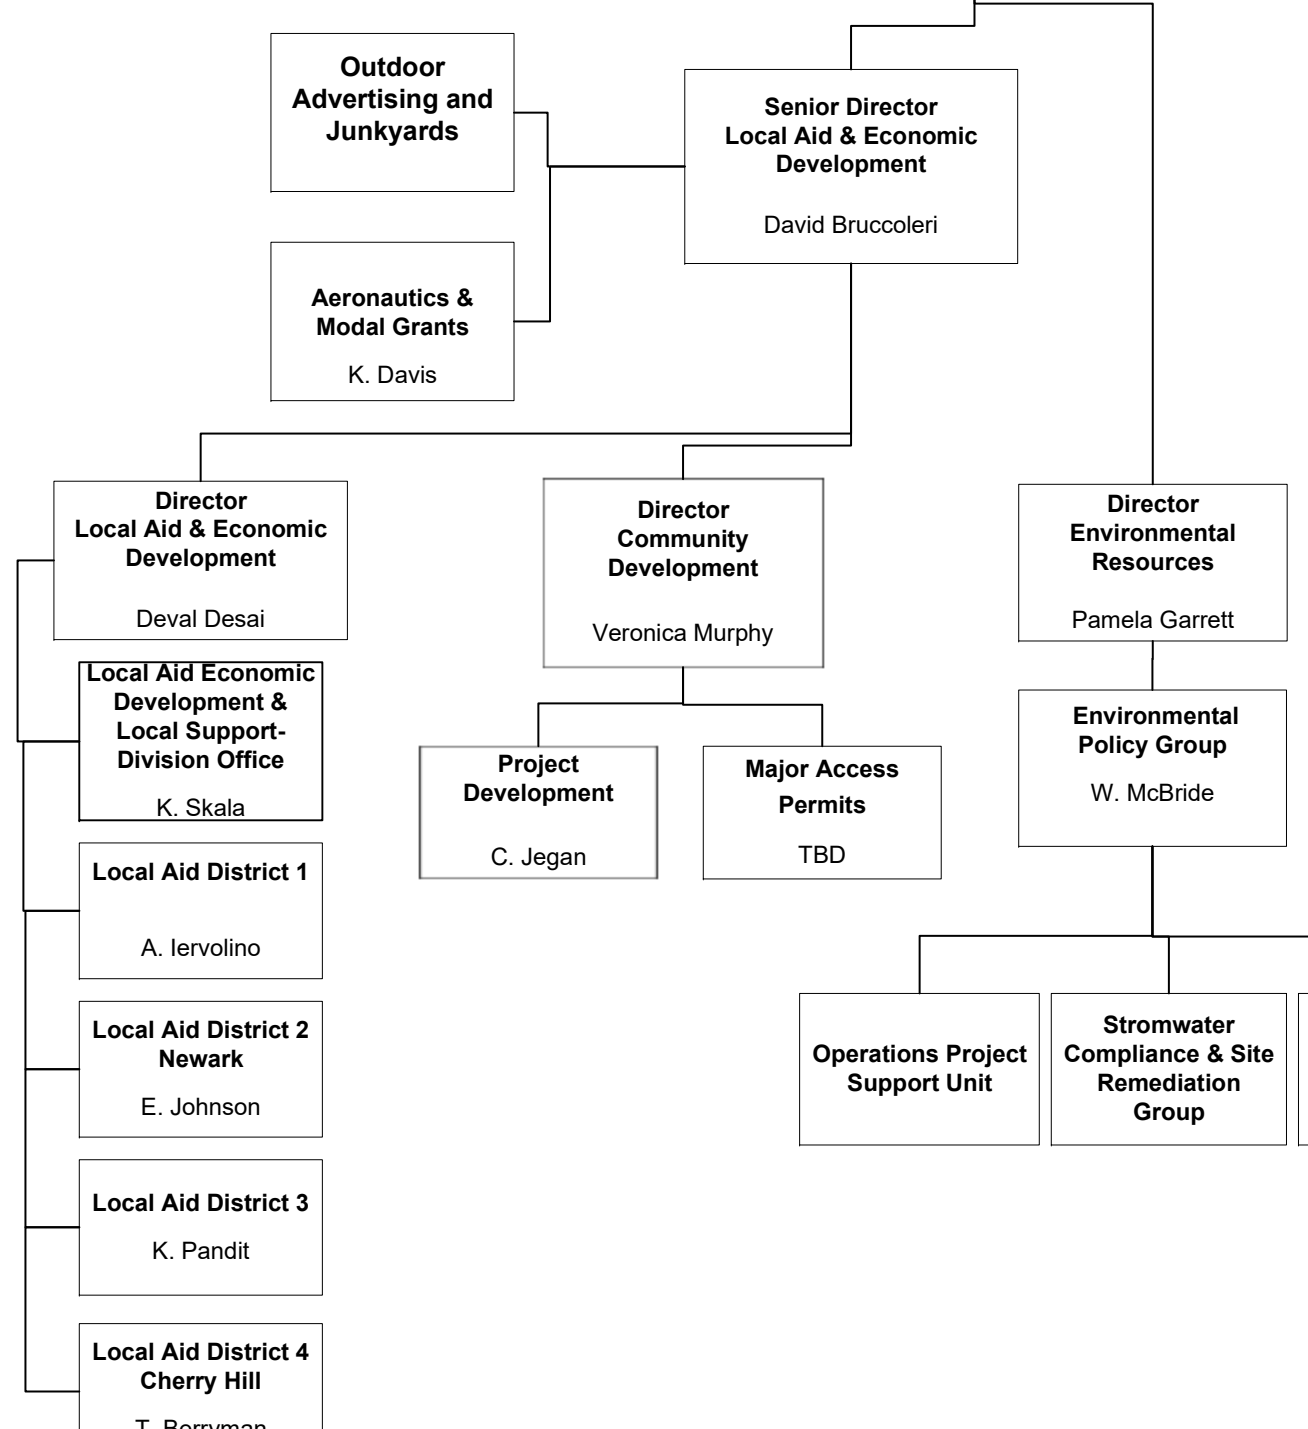 Outdoor
Advertising and
Junkyards
Senior Director
Local Aid & Economic
Development
David Bruccoleri
Aeronautics &
Modal Grants
K. Davis
Director
Local Aid & Economic
Development
Deval Desai
Director
Community
Development
Veronica Murphy
Director
Environmental
Resources
Pamela Garrett
Local Aid Economic
Development &
Local Support-
Division Office
K. Skala
Project
Development
C. Jegan
Major Access
Permits
TBD
Environmental
Policy Group
W. McBride
Local Aid District 1
A. Iervolino
Local Aid District 2
Newark
E. Johnson
Operations Project
Support Unit
Stromwater
Compliance & Site
Remediation
Group
Local Aid District 3
K. Pandit
Local Aid District 4
Cherry Hill
T. Berryman